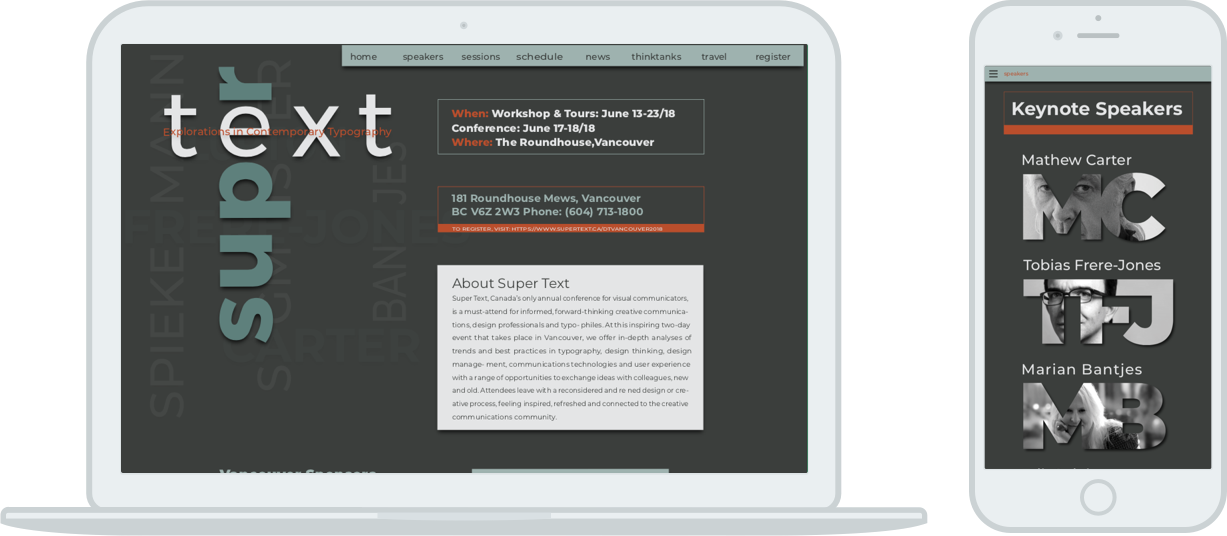 home speakers sessions schedule news thinktanks travel register
super
text
Explorations in Contemporary Typography
SPIEKERMANN
FRERE-JONES
BANTJES
CARTER
When: Workshop & Tours: June 13-23/18
Conference: June 17-18/18
Where: The Roundhouse,Vancouver
181 Roundhouse Mews, Vancouver
BC V6Z 2W3 Phone: (604) 713-1800
TO REGISTER, VISIT: HTTPS://WWW.SUPERTEXT.CA/DTVANCOUVER2018
About Super Text
Super Text, Canada's only annual conference for visual communicators,
is a must-attend for informed, forward-thinking creative communica-
tions, design professionals and typo- philes. At this inspiring two-day
event that takes place in Vancouver, we offer in-depth analyses of
trends and best practices in typography, design thinking, design
manage- ment, communications technologies and user experience
with a range of opportunities to exchange ideas with colleagues, new
and old. Attendees leave with a reconsidered and re ned design or cre-
ative process, feeling inspired, refreshed and connected to the creative
communications community.
Vancouver Sponsors
speakers
Keynote Speakers
Mathew Carter
MC
Tobias Frere-Jones
TFJ
Marian Bantjes
MB